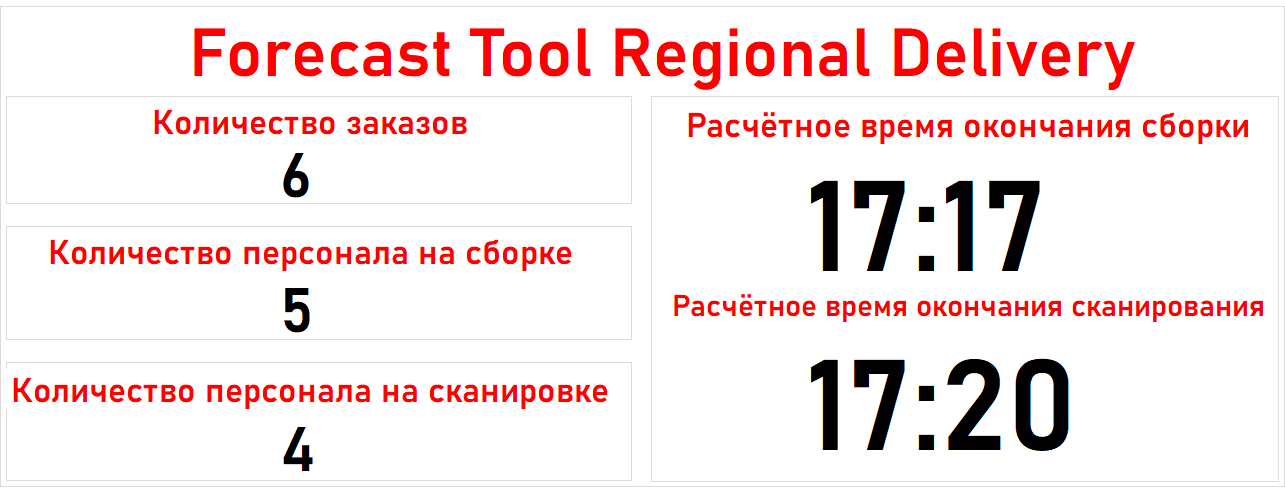 Forecast Tool Regional Delivery
Количество заказов
6
Количество персонала на сборке
5
Количество персонала на сканировке
4
Расчётное время окончания сборки
17:17
Расчётное время окончания сканирования
17:20